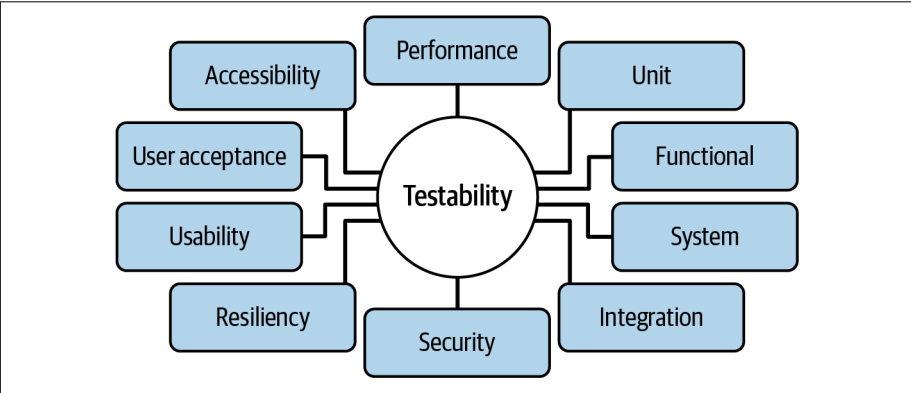 Performance
Accessibility
Unit
User acceptance
Functional
Testability
Usability
System
Resiliency
Integration
Security